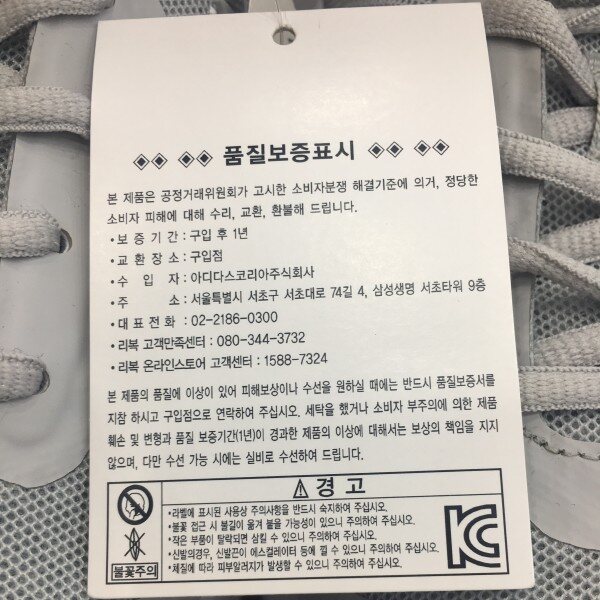 품질보증표시
본 제품은 공정거래위원회가 고시한 소비자분쟁 해결기준에 의거, 정당한
소비자 피해에 대해 수리, 교환, 환불해 드립니다.
• 보 증 기 간 : 구입 후 1년
• 교 환 장 소 : 구입점
• 수 입 자 : 아디다스코리아주식회사
• 주 소 : 서울특별시 서초구 서초대로 74길 4, 삼성생명 서초타워 9층
• 대 표 전 화 : 02-2186-0300
• 리복 고객만족센터 : 080-344-3732
• 리복 온라인스토어 고객센터 : 1588-7324
본 제품의 품질에 이상이 있어 피해보상이나 수선을 원하실 때에는 반드시 품질보증서를
지참 하시고 구입점으로 연락하여 주십시오. 세탁을 했거나 소비자 부주의에 의한 제품
훼손 및 변형과 품질 보증기간(1년)이 경과한 제품의 이상에 대해서는 보상의 책임을 지지
않으며, 다만 수선 가능 시에는 실비로 수선하여 드립니다.
경 고
• 라벨에 표시된 사용상 주의사항을 반드시 숙지하여 주십시오.
• 불꽃 접근 시 불길이 옮겨 붙을 가능성이 있으니 주의하여 주십시오.
• 작은 부품이 탈락되면 삼킬 수 있으니 주의하여 주십시오.
• 신발의경우, 신발끈이 에스컬레이터 등에 낄 수 있으니 주의하여 주십시오.
• 체질에 따라 피부알러지가 발생할 수 있으니 주의하여 주십시오.
불꽃주의
KC